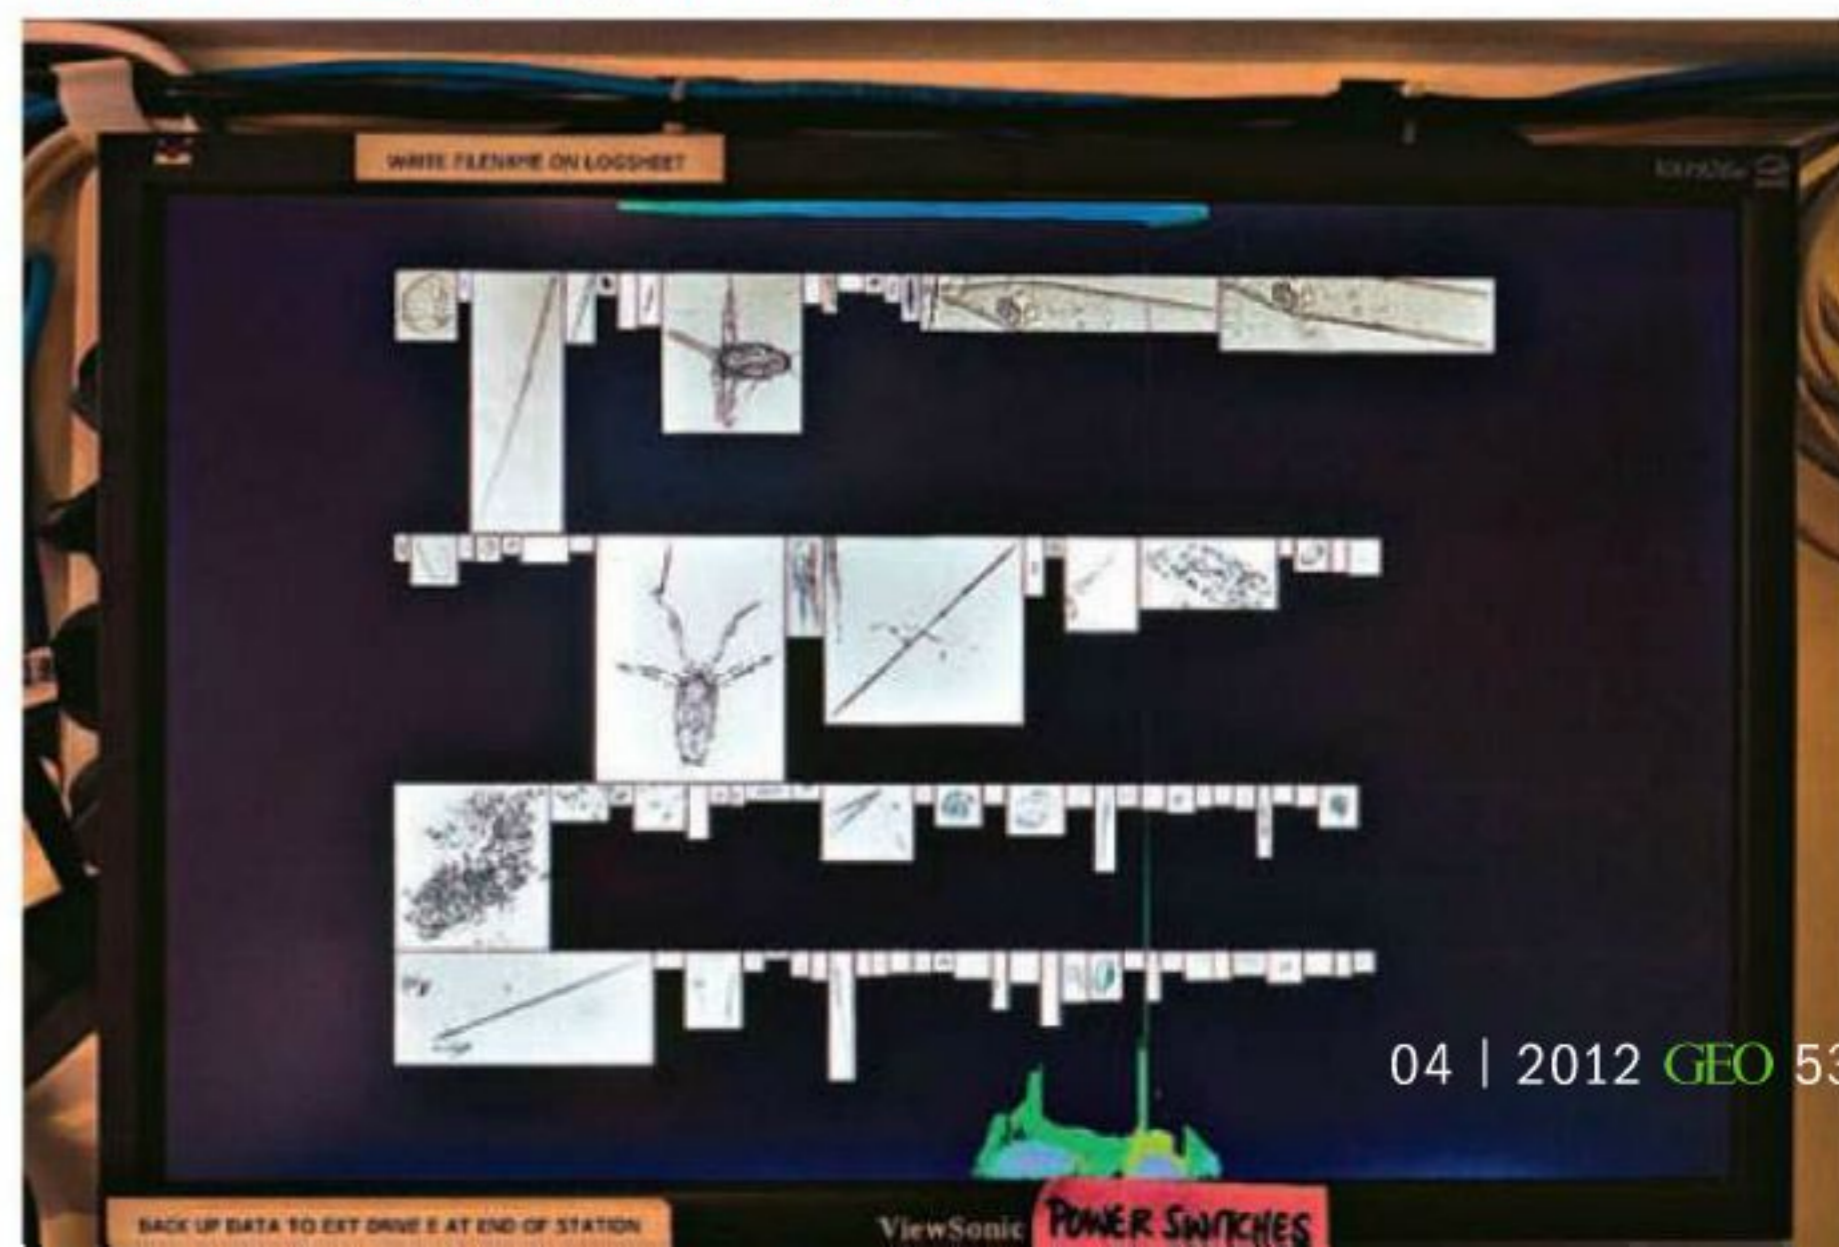 WRITE FILENAME ON LOGSHEET
04 | 2012 GEO 53
BACK UP DATA TO EXT DRIVE E AT END OF STATION
ViewSonic
POWER SWITCHES